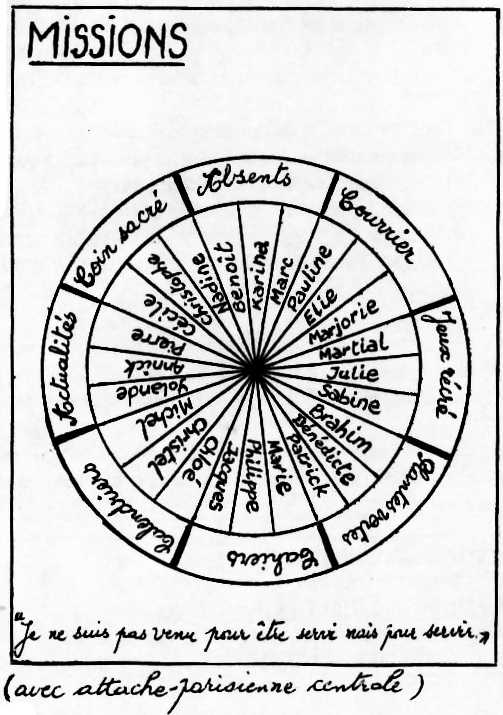 MISSIONS
Absents
Courrier
Jeux récré
Plantes vertes
Cahiers
Calendriers
Actualités
Coin sacré
Karina
Marc
Pauline
Elie
Marjorie
Martial
Julie
Sabine
Brahim
Bénédicte
Patrick
Marie
Philippe
Jacques
Chloé
Christel
Michel
Yolande
Annick
Pierre
Cécile
Christophe
Nadine
Benoît
"Je ne suis pas venu pour être servi mais pour servir."
(avec attache-parisienne centrale)